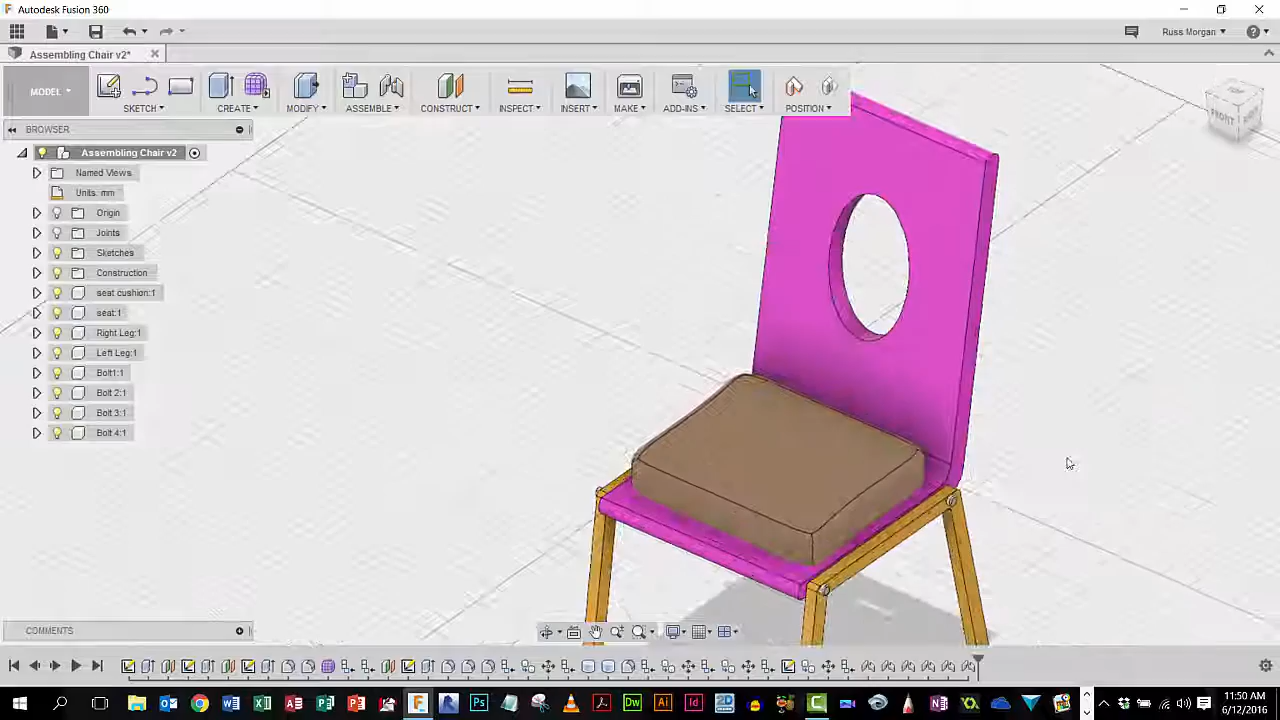 Autodesk Fusion 360
Russ Morgan
Assembling Chair v2*
MODEL
SKETCH
CREATE
MODIFY
ASSEMBLE
CONSTRUCT
INSPECT
INSERT
MAKE
ADD-INS
SELECT
POSITION
FRONT
BROWSER
Assembling Chair v2
Named Views
Units: mm
Origin
Joints
Sketches
Construction
seat cushion:1
seat:1
Right Leg:1
Left Leg:1
Bolt1:1
Bolt 2:1
Bolt 3:1
Bolt 4:1
COMMENTS
11:50 AM
6/12/2016